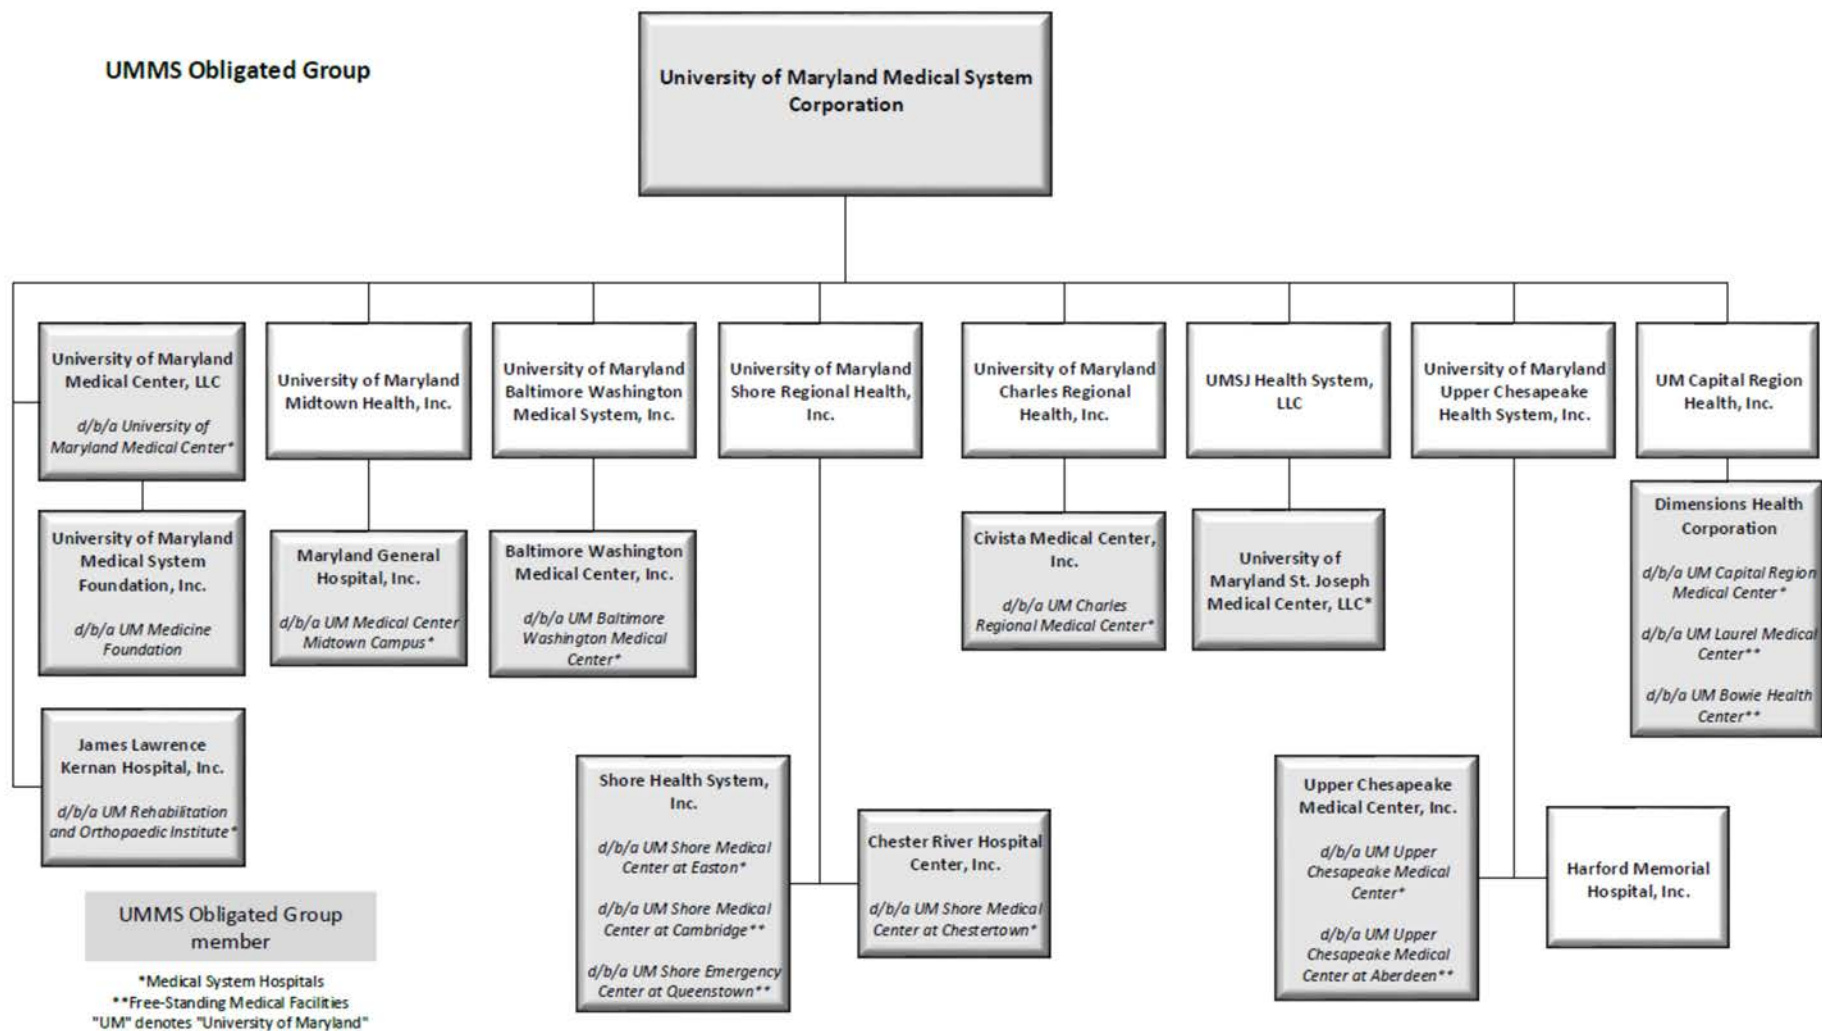 UMMS Obligated Group
University of Maryland Medical System
Corporation
University of Maryland
Medical Center, LLC
d/b/a University of
Maryland Medical Center*
University of Maryland
Midtown Health, Inc.
University of Maryland
Baltimore Washington
Medical System, Inc.
University of Maryland
Shore Regional Health,
Inc.
University of Maryland
Charles Regional
Health, Inc.
UMSJ Health System,
LLC
University of Maryland
Upper Chesapeake
Health System, Inc.
UM Capital Region
Health, Inc.
University of Maryland
Medical System
Foundation, Inc.
d/b/a UM Medicine
Foundation
Maryland General
Hospital, Inc.
d/b/a UM Medical Center
Midtown Campus*
Baltimore Washington
Medical Center, Inc.
d/b/a UM Baltimore
Washington Medical
Center*
Civista Medical Center,
Inc.
d/b/a UM Charles
Regional Medical Center*
University of
Maryland St. Joseph
Medical Center, LLC*
Dimensions Health
Corporation
d/b/a UM Capital Region
Medical Center*
d/b/a UM Laurel Medical
Center**
d/b/a UM Bowie Health
Center**
James Lawrence
Kernan Hospital, Inc.
d/b/a UM Rehabilitation
and Orthopaedic Institute*
Shore Health System,
Inc.
d/b/a UM Shore Medical
Center at Easton*
d/b/a UM Shore Medical
Center at Cambridge**
d/b/a UM Shore Emergency
Center at Queenstown**
Chester River Hospital
Center, Inc.
d/b/a UM Shore Medical
Center at Chestertown*
Upper Chesapeake
Medical Center, Inc.
d/b/a UM Upper
Chesapeake Medical
Center*
d/b/a UM Upper
Chesapeake Medical
Center at Aberdeen**
Harford Memorial
Hospital, Inc.
UMMS Obligated Group
member
*Medical System Hospitals
**Free-Standing Medical Facilities
"UM" denotes "University of Maryland"